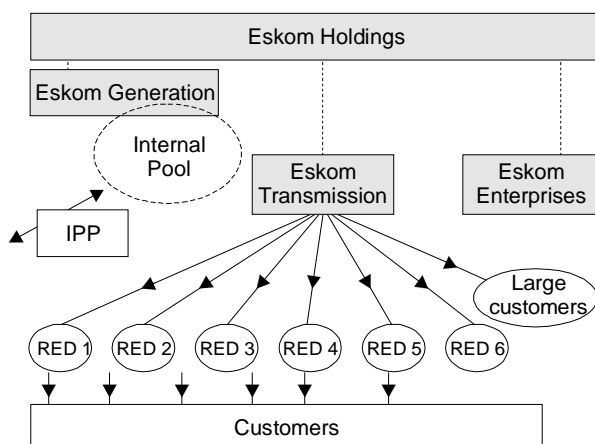 Eskom Holdings
Eskom Generation
Internal
Pool
Eskom
Transmission
Eskom
Enterprises
IPP
Large
customers
RED 1
RED 2
RED 3
RED 4
RED 5
RED 6
Customers